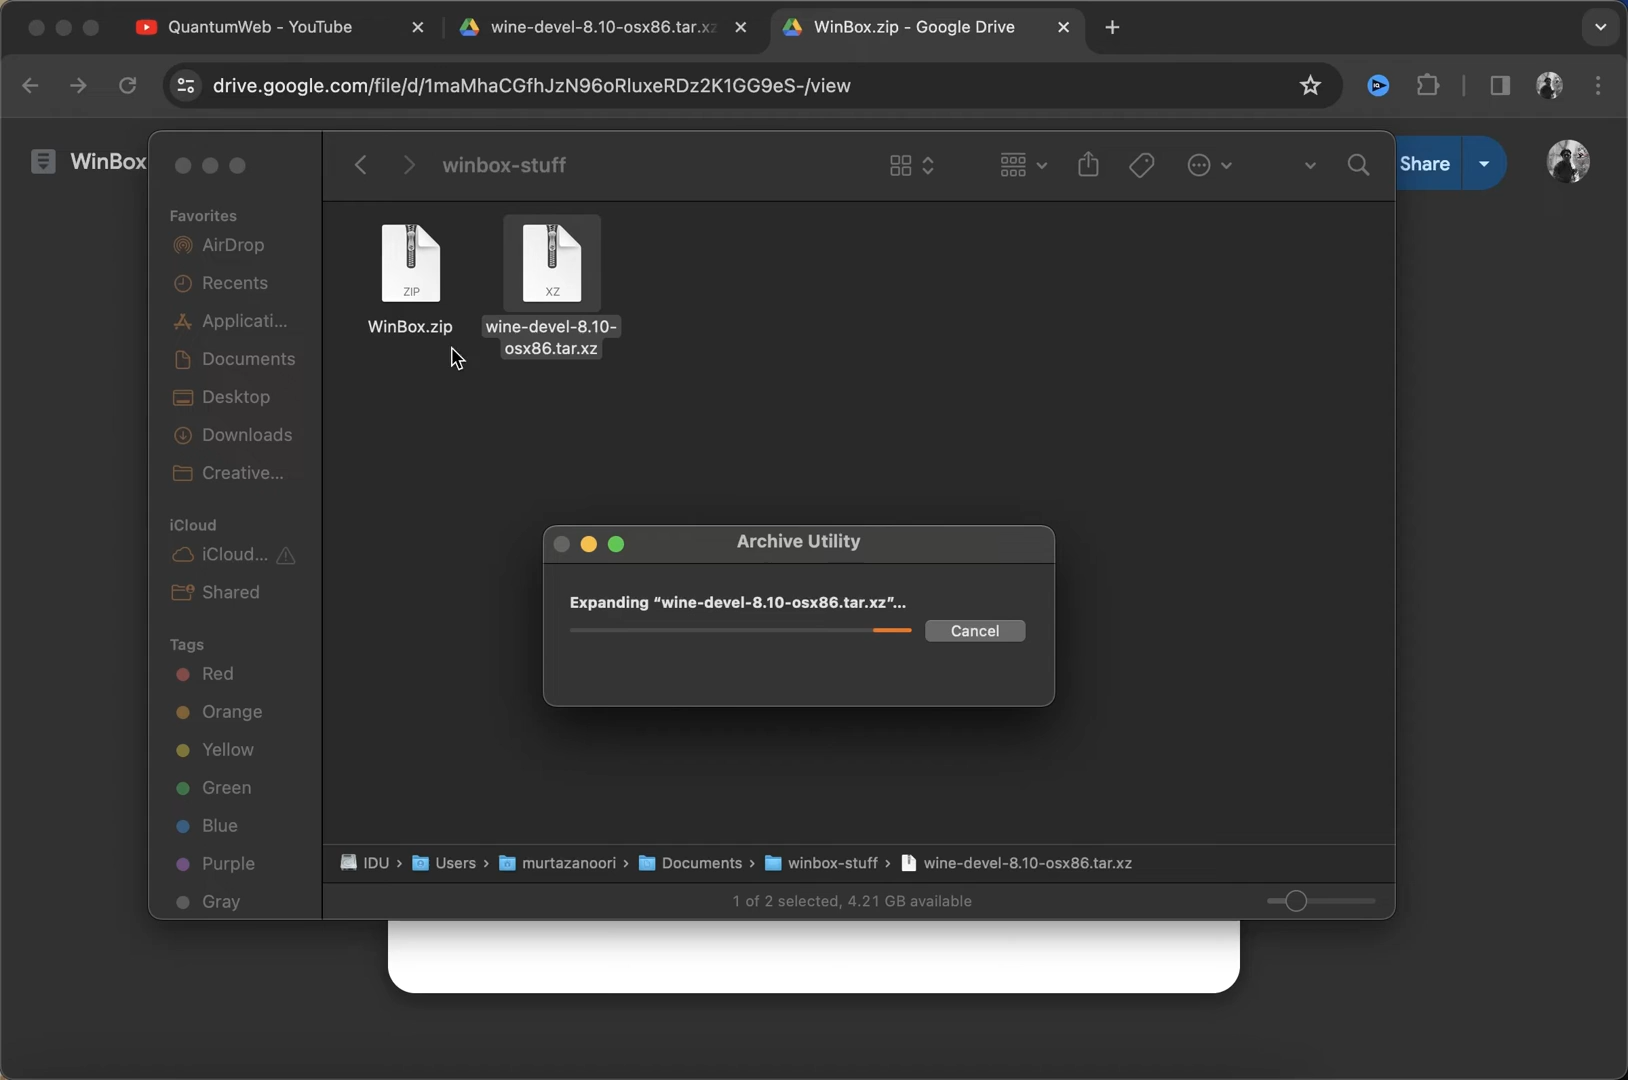 QuantumWeb - YouTube
wine-devel-8.10-osx86.tar.xz
WinBox.zip - Google Drive
drive.google.com/file/d/1maMhaCGfhJzN96oRluxeRDz2K1GG9eS-/view
WinBox
Share
winbox-stuff
Favorites
AirDrop
Recents
Applicati...
Documents
Desktop
Downloads
Creative...
iCloud
iCloud...
Shared
Tags
Red
Orange
Yellow
Green
Blue
Purple
Gray
ZIP
WinBox.zip
XZ
wine-devel-8.10-
osx86.tar.xz
Archive Utility
Expanding “wine-devel-8.10-osx86.tar.xz”...
Cancel
IDU › Users › murtazanoori › Documents › winbox-stuff › wine-devel-8.10-osx86.tar.xz
1 of 2 selected, 4.21 GB available